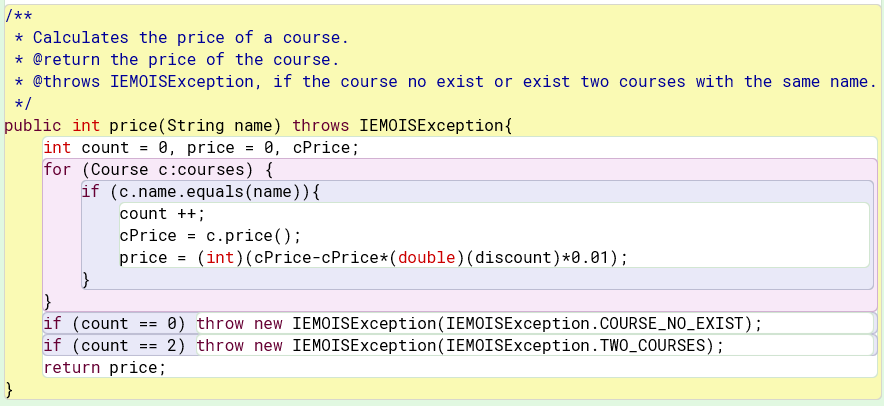 /**
 * Calculates the price of a course.
 * @return the price of the course.
 * @throws IEMOISException, if the course no exist or exist two courses with the same name.
 */
public int price(String name) throws IEMOISException{
    int count = 0, price = 0, cPrice;
    for (Course c:courses) {
        if (c.name.equals(name)){
            count ++;
            cPrice = c.price();
            price = (int)(cPrice-cPrice*(double)(discount)*0.01);
        }
    }
    if (count == 0) throw new IEMOISException(IEMOISException.COURSE_NO_EXIST);
    if (count == 2) throw new IEMOISException(IEMOISException.TWO_COURSES);
    return price;
}